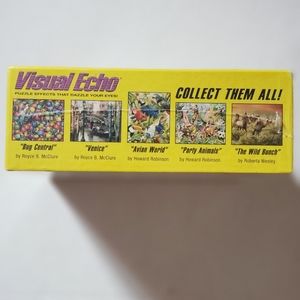 Visual Echo
PUZZLE EFFECTS THAT DAZZLE YOUR EYES!
COLLECT THEM ALL!
"Bug Control"
by Royce B. McClure
"Venice"
by Royce B. McClure
"Avian World"
by Howard Robinson
"Party Animals"
by Howard Robinson
"The Wild Bunch"
by Roberta Wesley